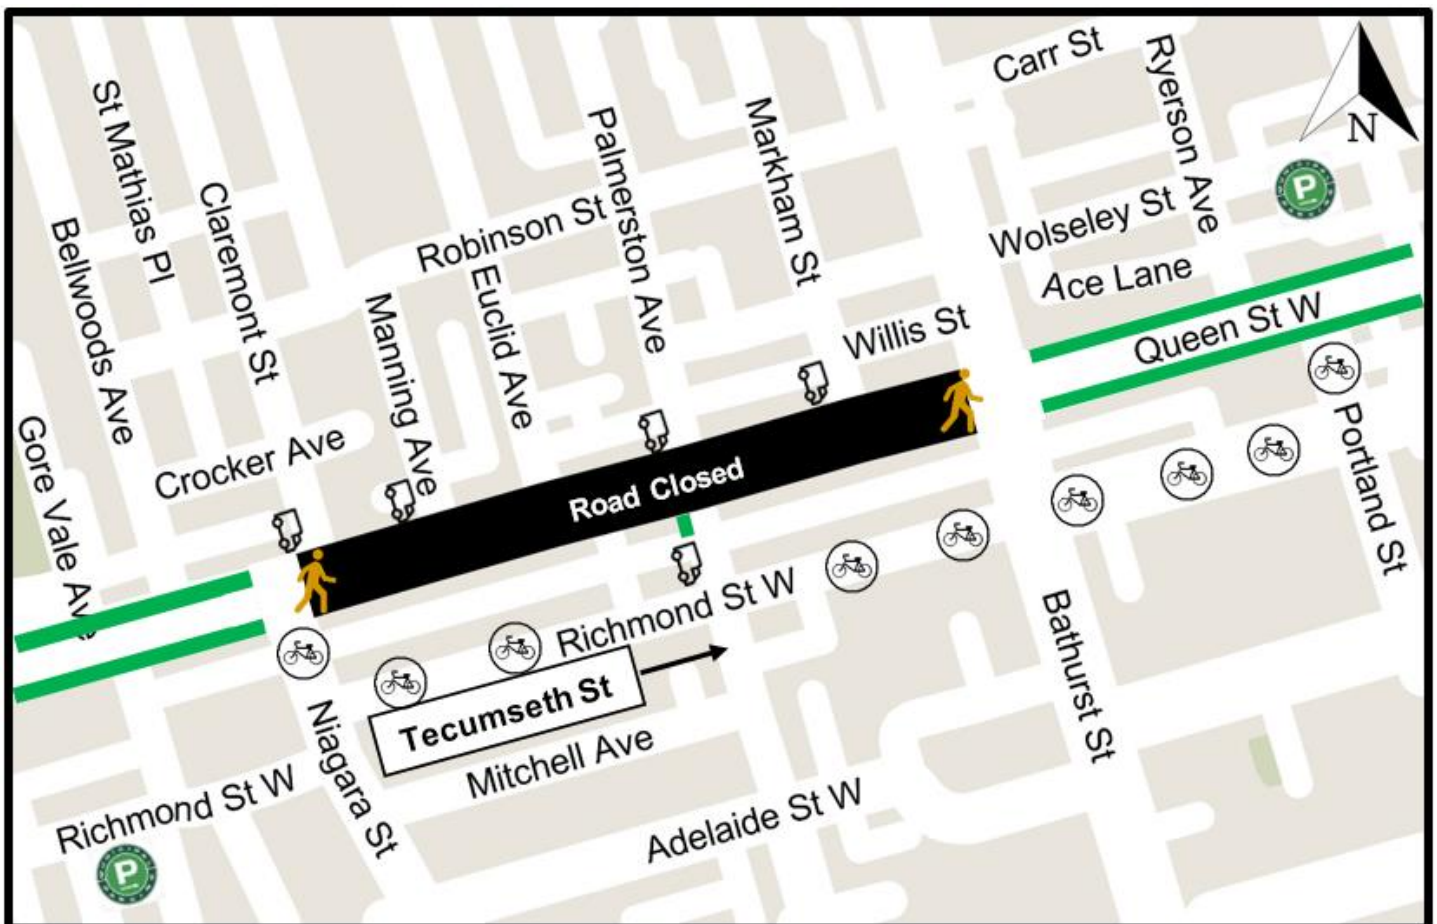 Carr St
Ryerson Ave
N
St Mathias Pl
Palmerston Ave
Markham St
P
Claremont St
Robinson St
Wolseley St
Bellwoods Ave
Ace Lane
Euclid Ave
Manning Ave
Willis St
Queen St W
Gore Vale Av
Crocker Ave
Road Closed
Portland St
Richmond St W
Bathurst St
Tecumseth St
Niagara St
Mitchell Ave
Richmond St W
Adelaide St W
P